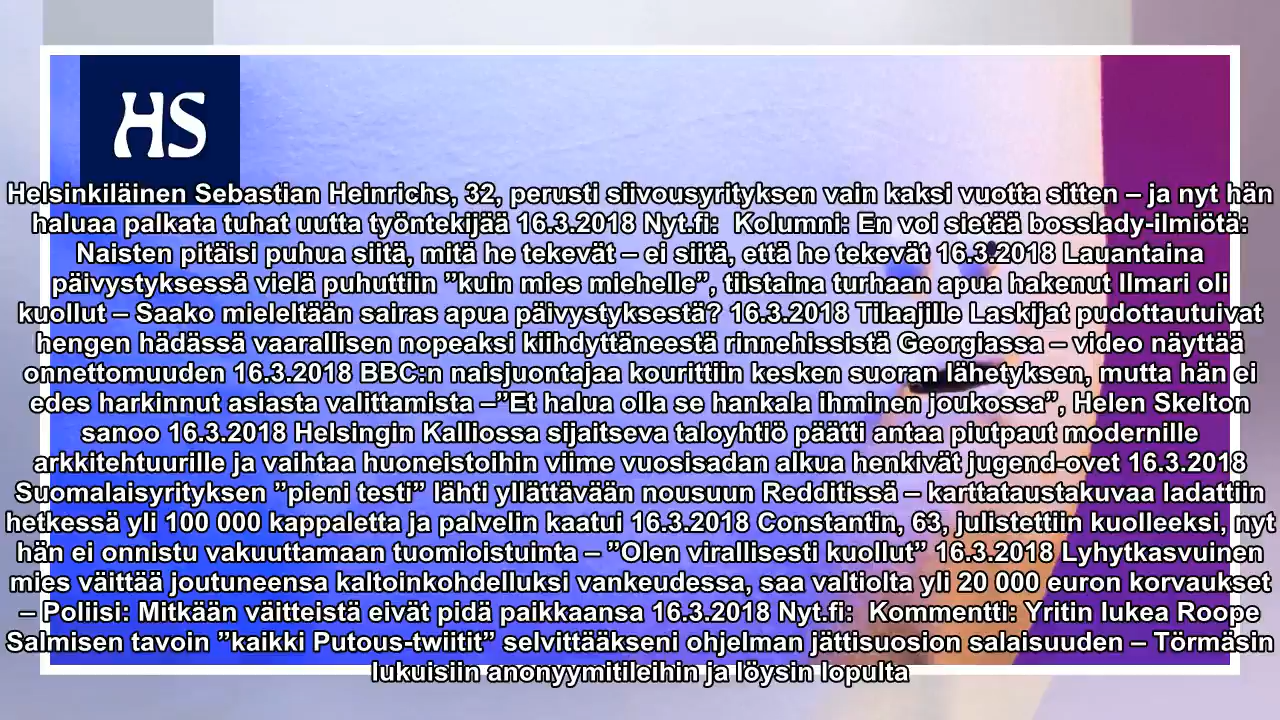 HS
Helsinkiläinen Sebastian Heinrichs, 32, perusti siivousyrityksen vain kaksi vuotta sitten – ja nyt hän
haluaa palkata tuhat uutta työntekijää 16.3.2018 Nyt.fi:  Kolumni: En voi sietää bosslady-ilmiötä:
Naisten pitäisi puhua siitä, mitä he tekevät – ei siitä, että he tekevät 16.3.2018 Lauantaina
päivystyksessä vielä puhuttiin ”kuin mies miehelle”, tiistaina turhaan apua hakenut Ilmari oli
kuollut – Saako mieleltään sairas apua päivystyksestä? 16.3.2018 Tilaajille Laskijat pudottautuivat
hengen hädässä vaarallisen nopeaksi kiihdyttäneestä rinnehissistä Georgiassa – video näyttää
onnettomuuden 16.3.2018 BBC:n naisjuontajaa kourittiin kesken suoran lähetyksen, mutta hän ei
edes harkinnut asiasta valittamista –”Et halua olla se hankala ihminen joukossa”, Helen Skelton
sanoo 16.3.2018 Helsingin Kalliossa sijaitseva taloyhtiö päätti antaa piutpaut modernille
arkkitehtuurille ja vaihtaa huoneistoihin viime vuosisadan alkua henkivät jugend-ovet 16.3.2018
Suomalaisyrityksen ”pieni testi” lähti yllättävään nousuun Redditissä – karttataustakuvaa ladattiin
hetkessä yli 100 000 kappaletta ja palvelin kaatui 16.3.2018 Constantin, 63, julistettiin kuolleeksi, nyt
hän ei onnistu vakuuttamaan tuomioistuinta – ”Olen virallisesti kuollut” 16.3.2018 Lyhytkasvuinen
mies väittää joutuneensa kaltoinkohdelluksi vankeudessa, saa valtiolta yli 20 000 euron korvaukset
– Poliisi: Mitkään väitteistä eivät pidä paikkaansa 16.3.2018 Nyt.fi:  Kommentti: Yritin lukea Roope
Salmisen tavoin ”kaikki Putous-twiitit” selvittääkseni ohjelman jättisuosion salaisuuden – Törmäsin
lukuisiin anonyymitileihin ja löysin lopulta